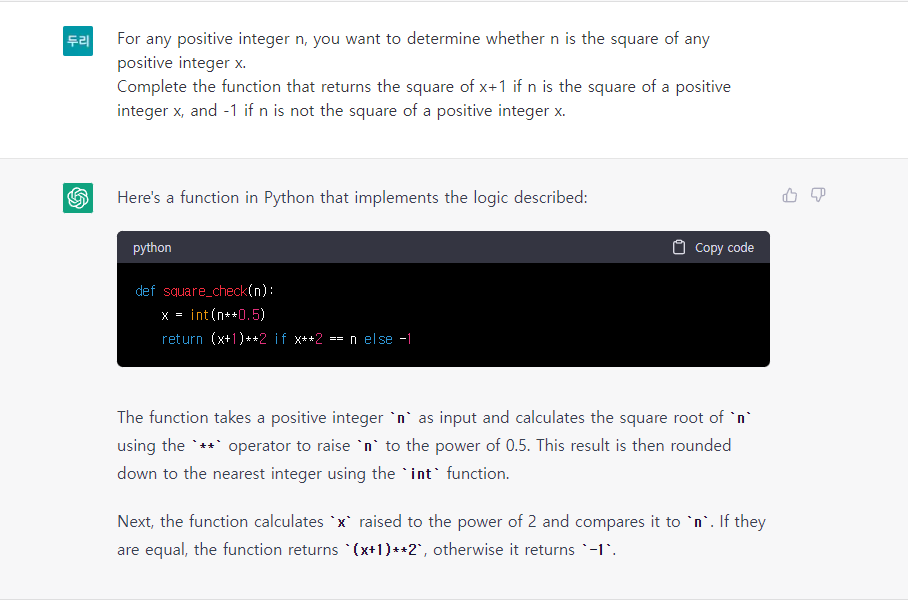 두리
For any positive integer n, you want to determine whether n is the square of any
positive integer x.
Complete the function that returns the square of x+1 if n is the square of a positive
integer x, and -1 if n is not the square of a positive integer x.
Here's a function in Python that implements the logic described:
python
Copy code
def square_check(n):
    x = int(n**0.5)
    return (x+1)**2 if x**2 == n else -1
The function takes a positive integer `n` as input and calculates the square root of `n`
using the `**` operator to raise `n` to the power of 0.5. This result is then rounded
down to the nearest integer using the `int` function.
Next, the function calculates `x` raised to the power of 2 and compares it to `n`. If they
are equal, the function returns `(x+1)**2`, otherwise it returns `-1`.